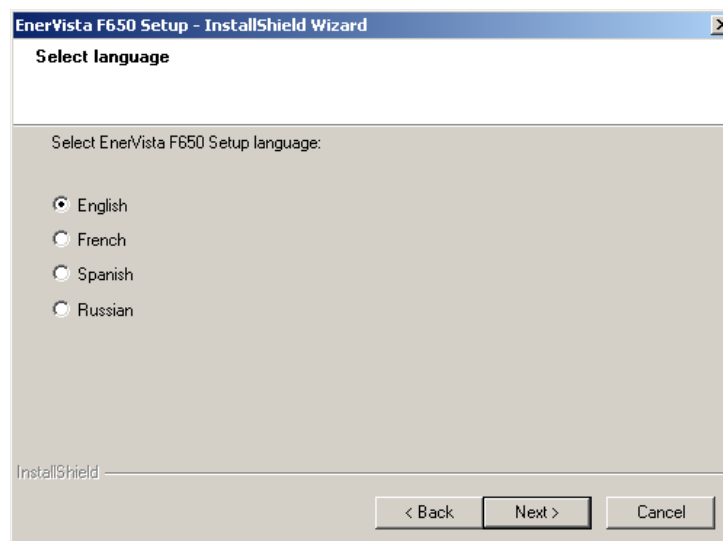 EnerVista F650 Setup - InstallShield Wizard
Select language
Select EnerVista F650 Setup language:
English
French
Spanish
Russian
InstallShield
< Back Next > Cancel